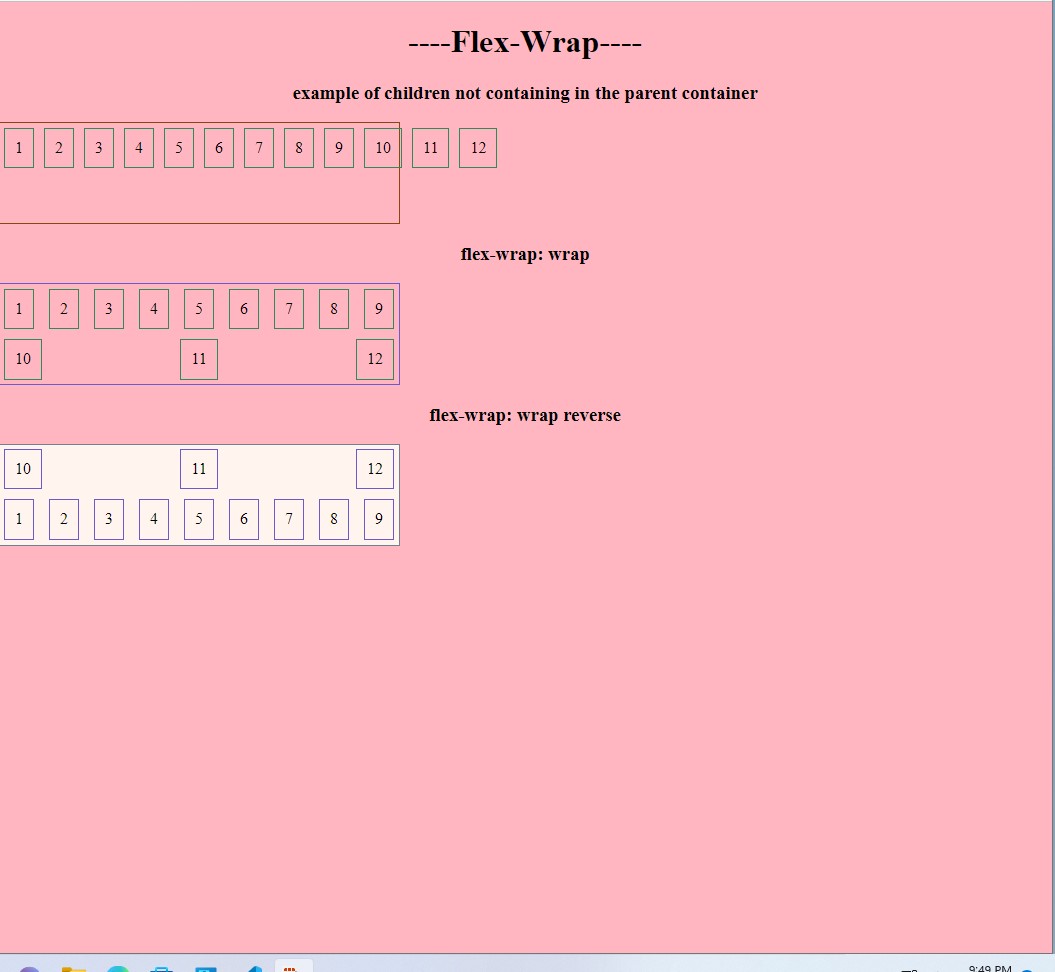 ----Flex-Wrap----
example of children not containing in the parent container
1 2 3 4 5 6 7 8 9 10 11 12
flex-wrap: wrap
1 2 3 4 5 6 7 8 9
10 11 12
flex-wrap: wrap reverse
10 11 12
1 2 3 4 5 6 7 8 9
9:49 PM